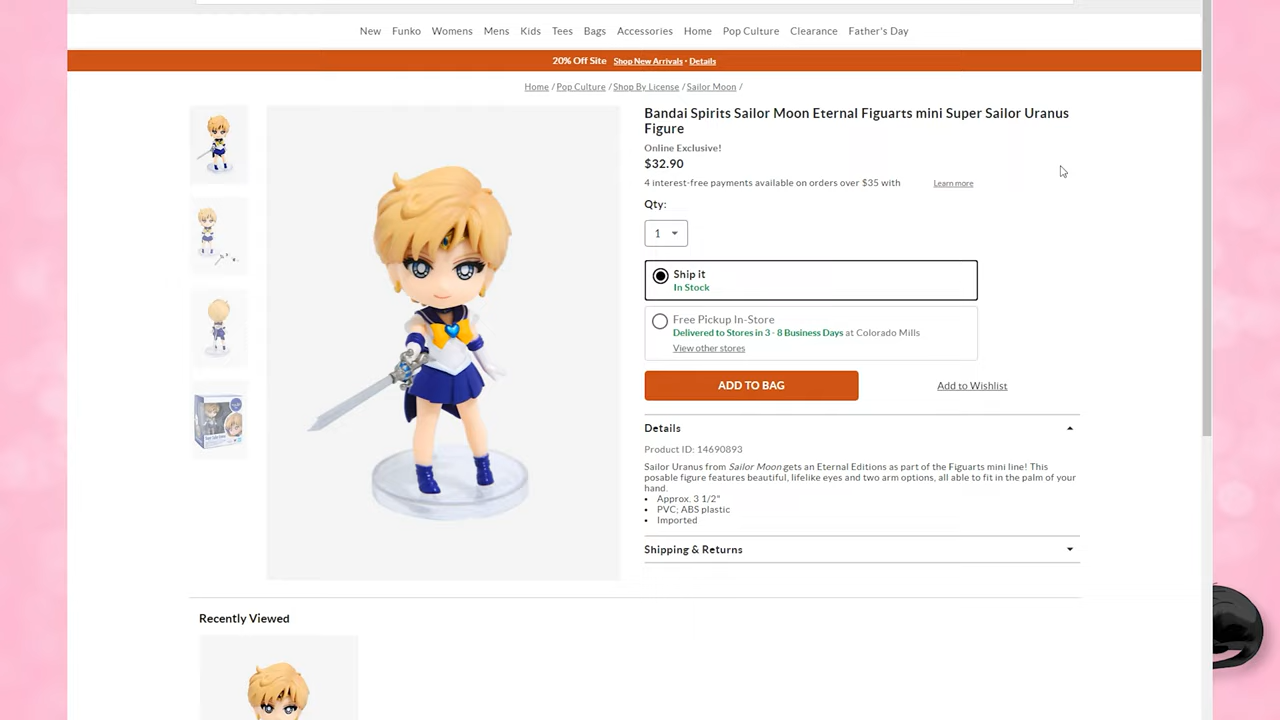 New Funko Womens Mens Kids Tees Bags Accessories Home Pop Culture Clearance Father's Day
20% Off Site Shop New Arrivals • Details
Home / Pop Culture / Shop By License / Sailor Moon /
Bandai Spirits Sailor Moon Eternal Figuarts mini Super Sailor Uranus
Figure
Online Exclusive!
$32.90
4 interest-free payments available on orders over $35 with Learn more
Qty:
1
Ship it
In Stock
Free Pickup In-Store
Delivered to Stores in 3 - 8 Business Days at Colorado Mills
View other stores
ADD TO BAG
Add to Wishlist
Details
Product ID: 14690893
Sailor Uranus from Sailor Moon gets an Eternal Editions as part of the Figuarts mini line! This
posable figure features beautiful, lifelike eyes and two arm options, all able to fit in the palm of your
hand.
• Approx. 3 1/2"
• PVC; ABS plastic
• Imported
Shipping & Returns
Recently Viewed